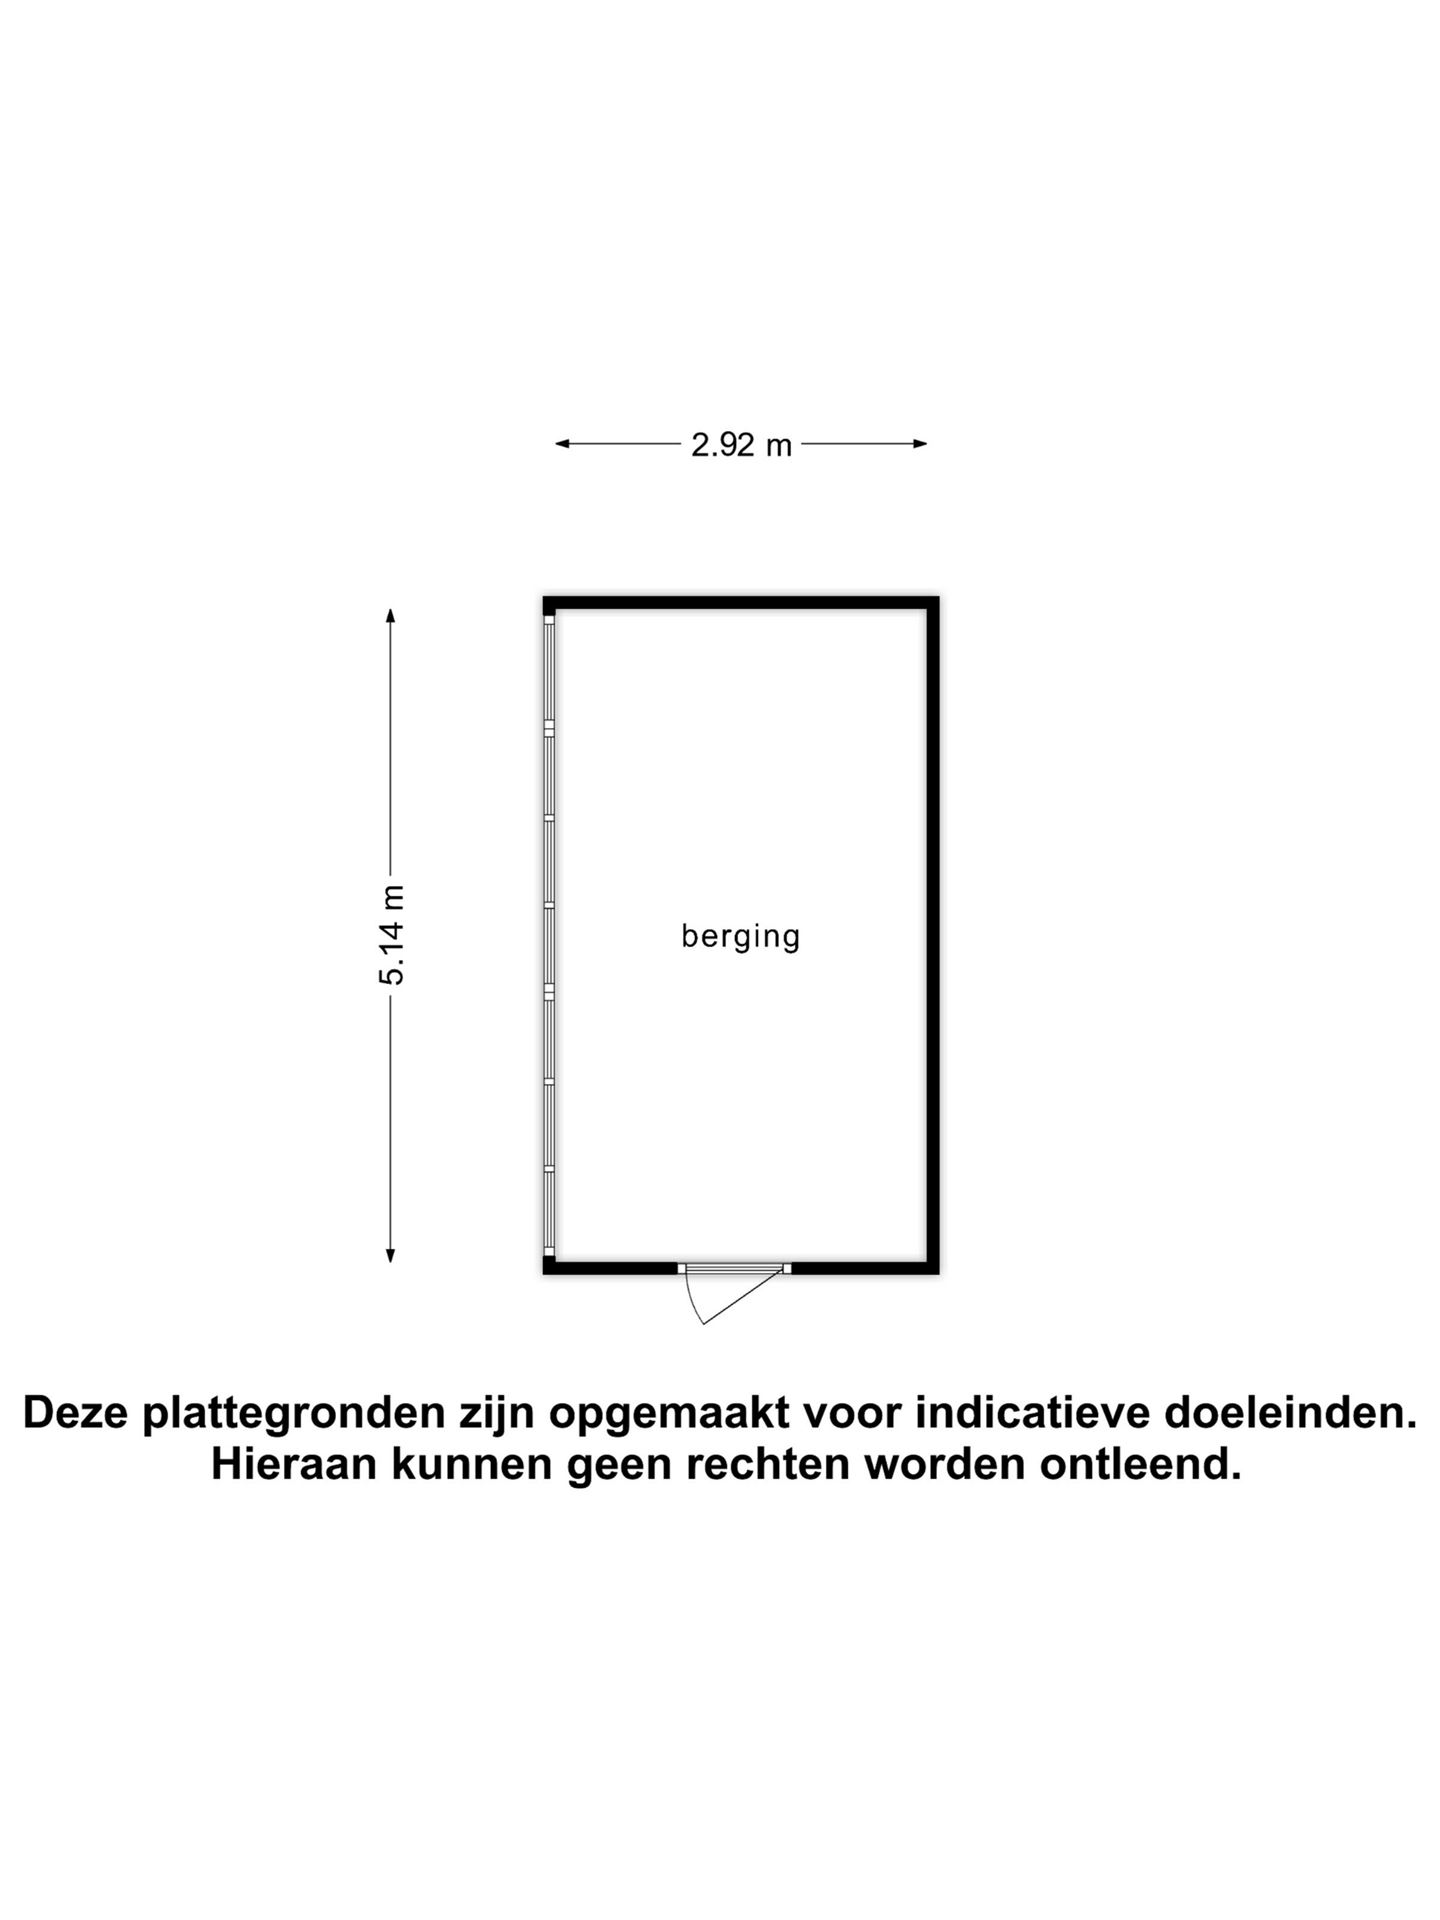 2.92 m
5.14 m
berging
Deze plattegronden zijn opgemaakt voor indicatieve doeleinden.
Hieraan kunnen geen rechten worden ontleend.